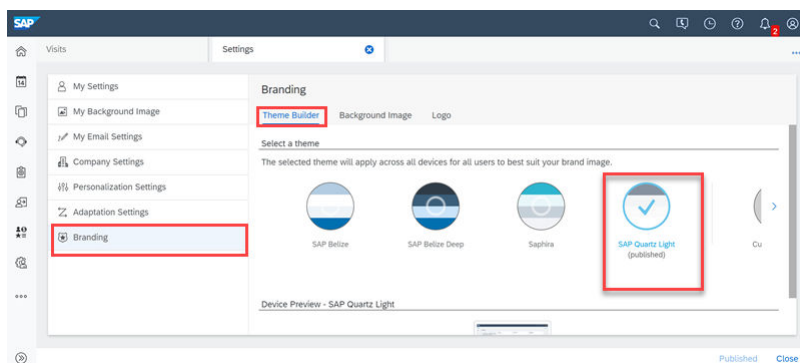 SAP
2
Visits
Settings
14
My Settings
My Background Image
My Email Settings
Company Settings
Personalization Settings
Adaptation Settings
Branding
Branding
Theme Builder
Background Image
Logo
Select a theme
The selected theme will apply across all devices for all users to best suit your brand image.
SAP Belize
SAP Belize Deep
Saphira
SAP Quartz Light
(published)
Cu
Device Preview - SAP Quartz Light
Published
Close